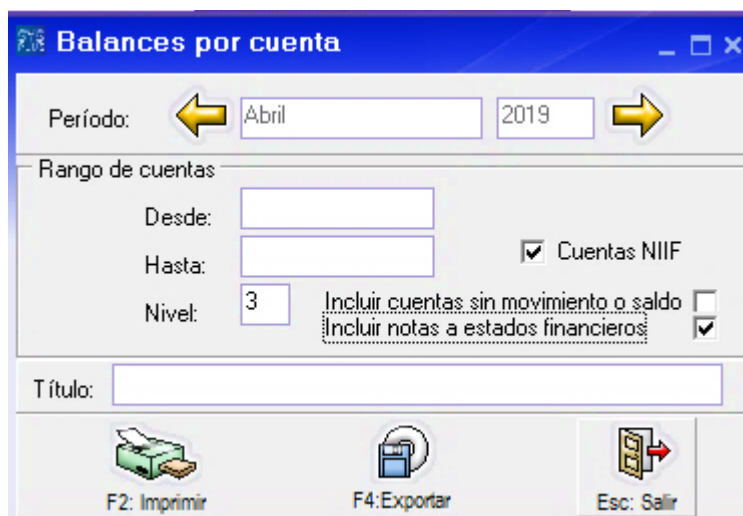 Balances por cuenta
Período: Abril 2019
Rango de cuentas
Desde:
Hasta: Cuentas NIIF
Nivel: 3 Incluir cuentas sin movimiento o saldo
Incluir notas a estados financieros
Título:
F2: Imprimir F4:Exportar Esc: Salir